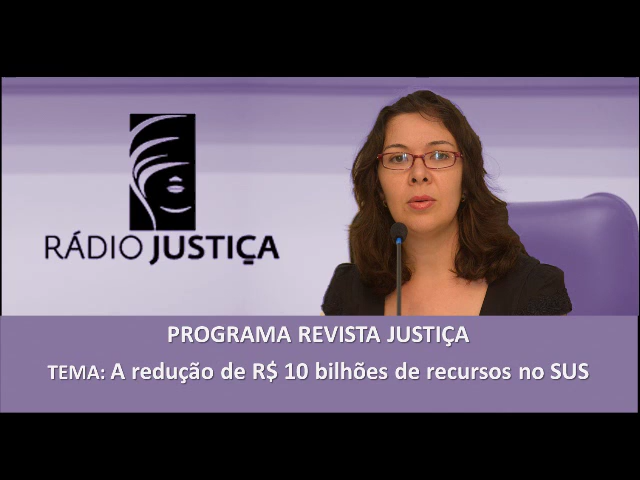 RÁDIO JUSTIÇA
PROGRAMA REVISTA JUSTIÇA
TEMA: A redução de R$ 10 bilhões de recursos no SUS